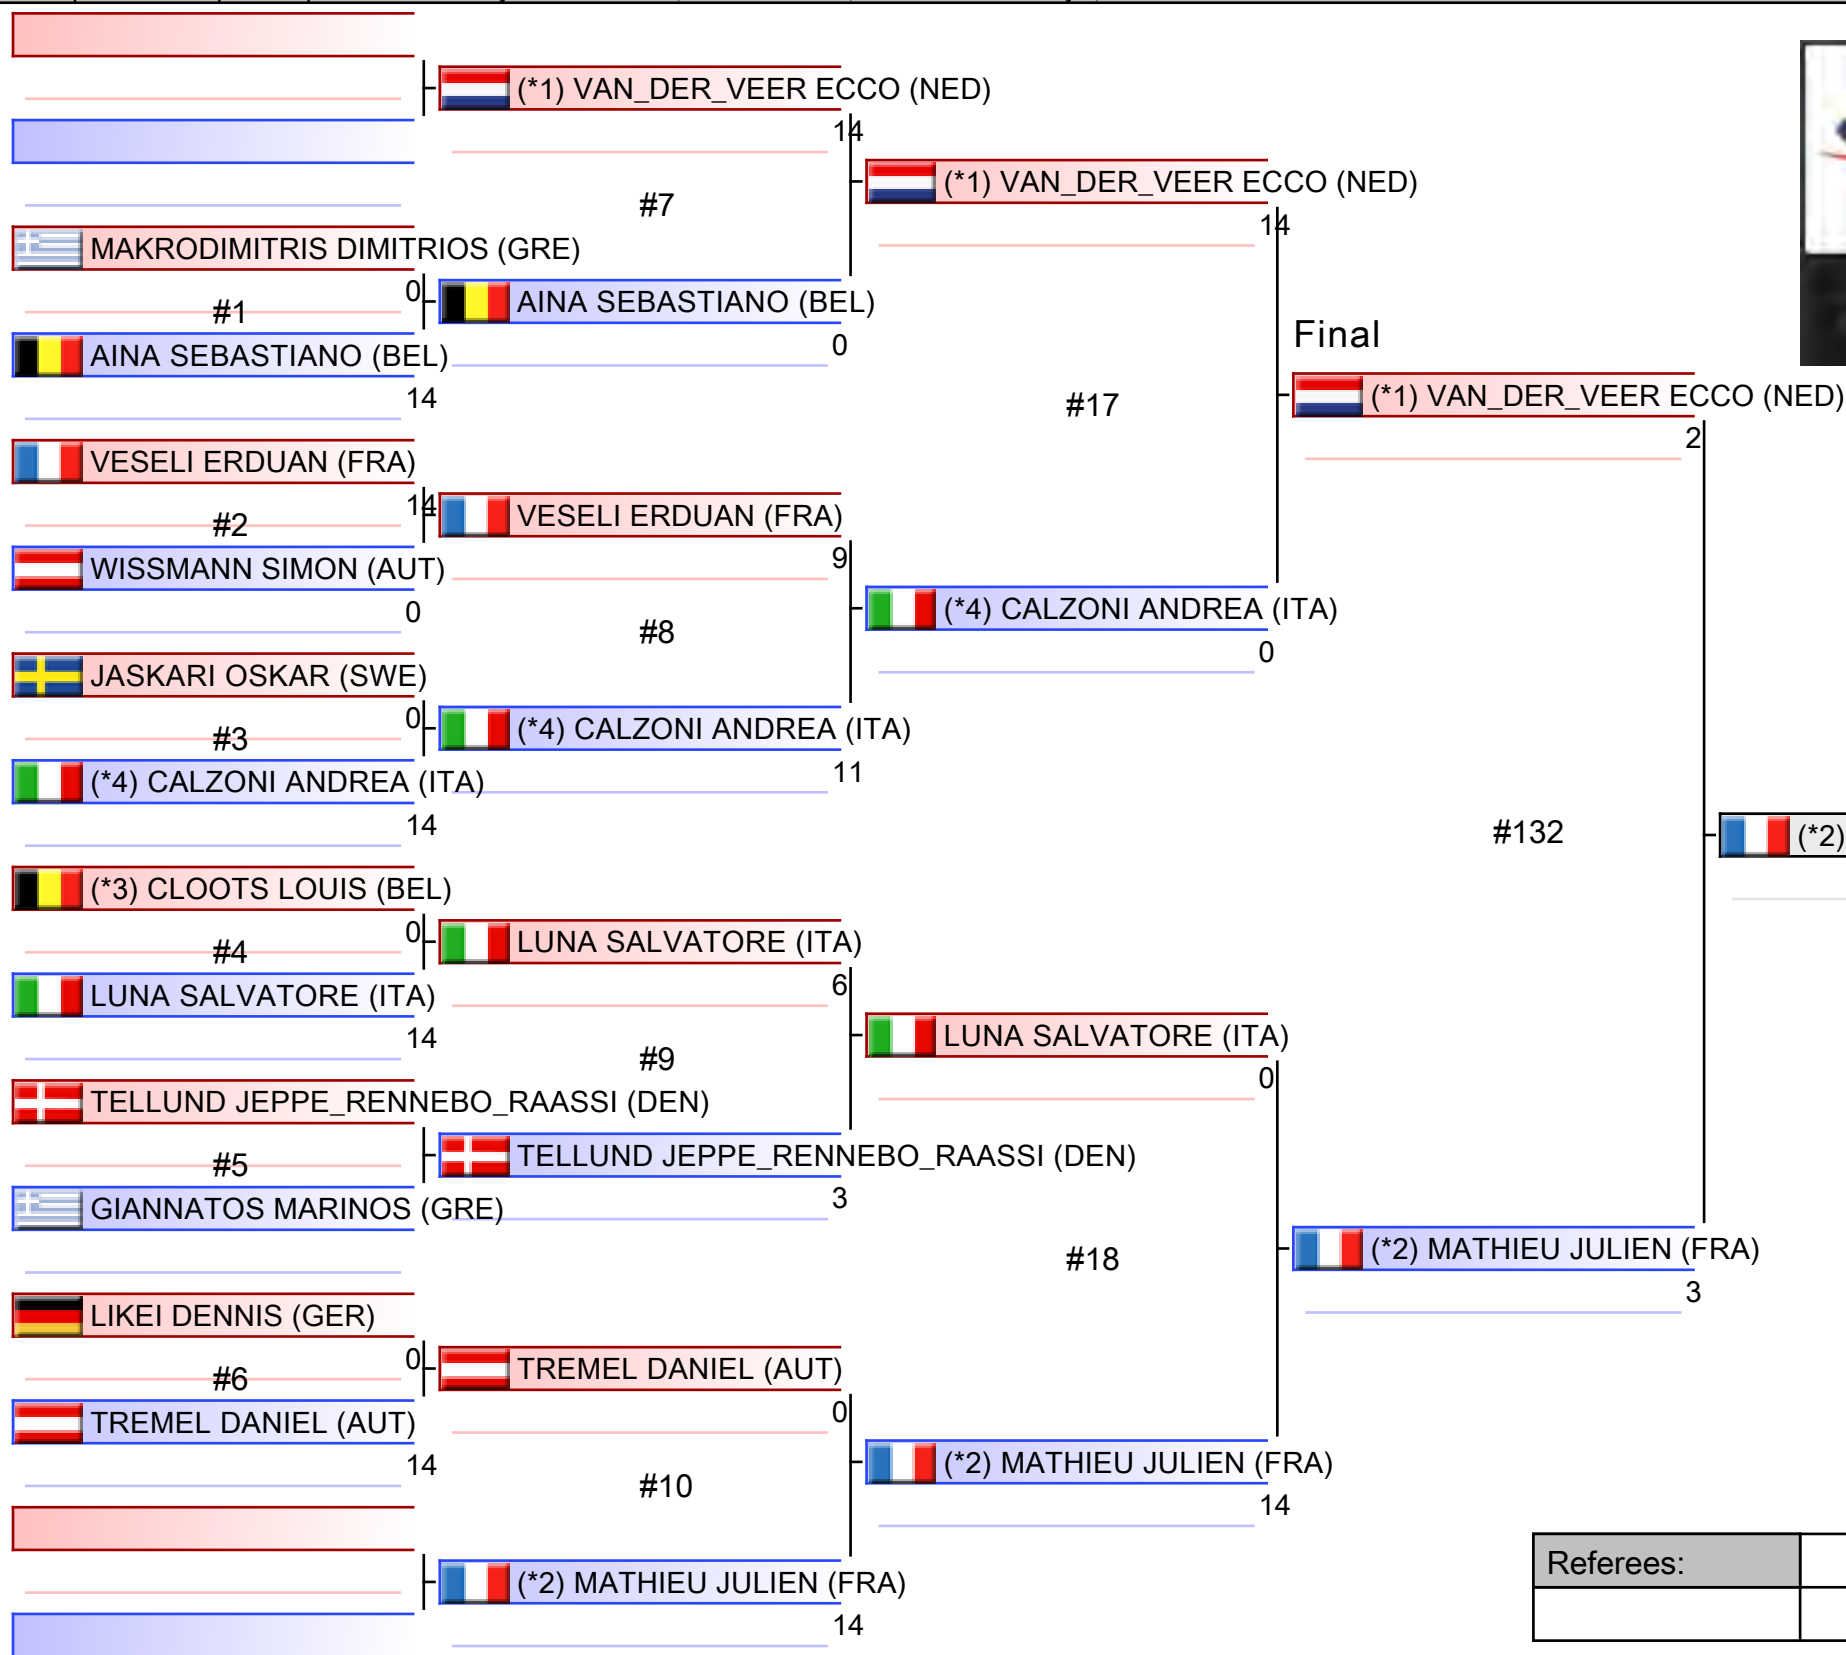 (*1) VAN_DER_VEER ECCO (NED)
14
#7
(*1) VAN_DER_VEER ECCO (NED)
14
MAKRODIMITRIS DIMITRIOS (GRE)
0
#1
AINA SEBASTIANO (BEL)
0
AINA SEBASTIANO (BEL)
14
Final
(*1) VAN_DER_VEER ECCO (NED)
2
#17
VESELI ERDUAN (FRA)
14
#2
VESELI ERDUAN (FRA)
9
WISSMANN SIMON (AUT)
0
#8
(*4) CALZONI ANDREA (ITA)
0
JASKARI OSKAR (SWE)
0
#3
(*4) CALZONI ANDREA (ITA)
11
(*4) CALZONI ANDREA (ITA)
14
#132
(*2)
(*3) CLOOTS LOUIS (BEL)
0
#4
LUNA SALVATORE (ITA)
6
LUNA SALVATORE (ITA)
14
#9
LUNA SALVATORE (ITA)
0
TELLUND JEPPE_RENNEBO_RAASSI (DEN)
#5
TELLUND JEPPE_RENNEBO_RAASSI (DEN)
3
GIANNATOS MARINOS (GRE)
#18
(*2) MATHIEU JULIEN (FRA)
3
LIKEI DENNIS (GER)
0
#6
TREMEL DANIEL (AUT)
0
TREMEL DANIEL (AUT)
14
#10
(*2) MATHIEU JULIEN (FRA)
14
(*2) MATHIEU JULIEN (FRA)
14
Referees: